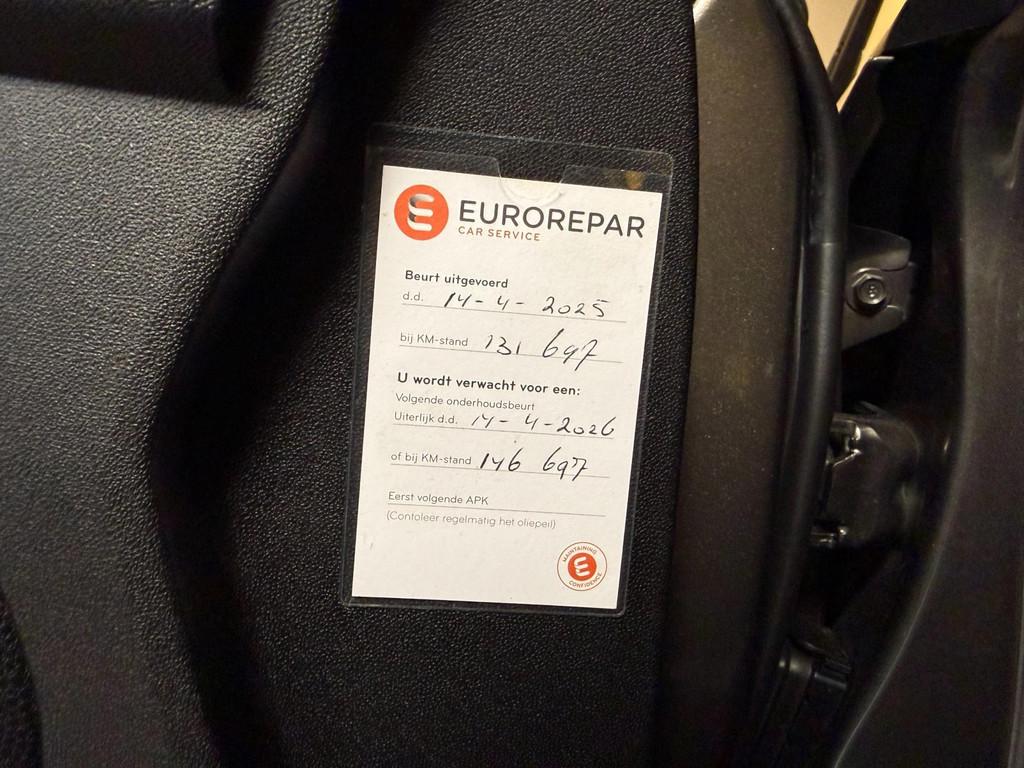 EUROREPAR
CAR SERVICE
Beurt uitgevoerd
d.d. 14-4-2025
bij KM-stand 131 697
U wordt verwacht voor een:
Volgende onderhoudsbeurt
Uiterlijk d.d. 14-4-2026
of bij KM-stand 146 697
Eerst volgende APK
(Contoleer regelmatig het oliepeil)
MAINTAINING
CONFIDENCE